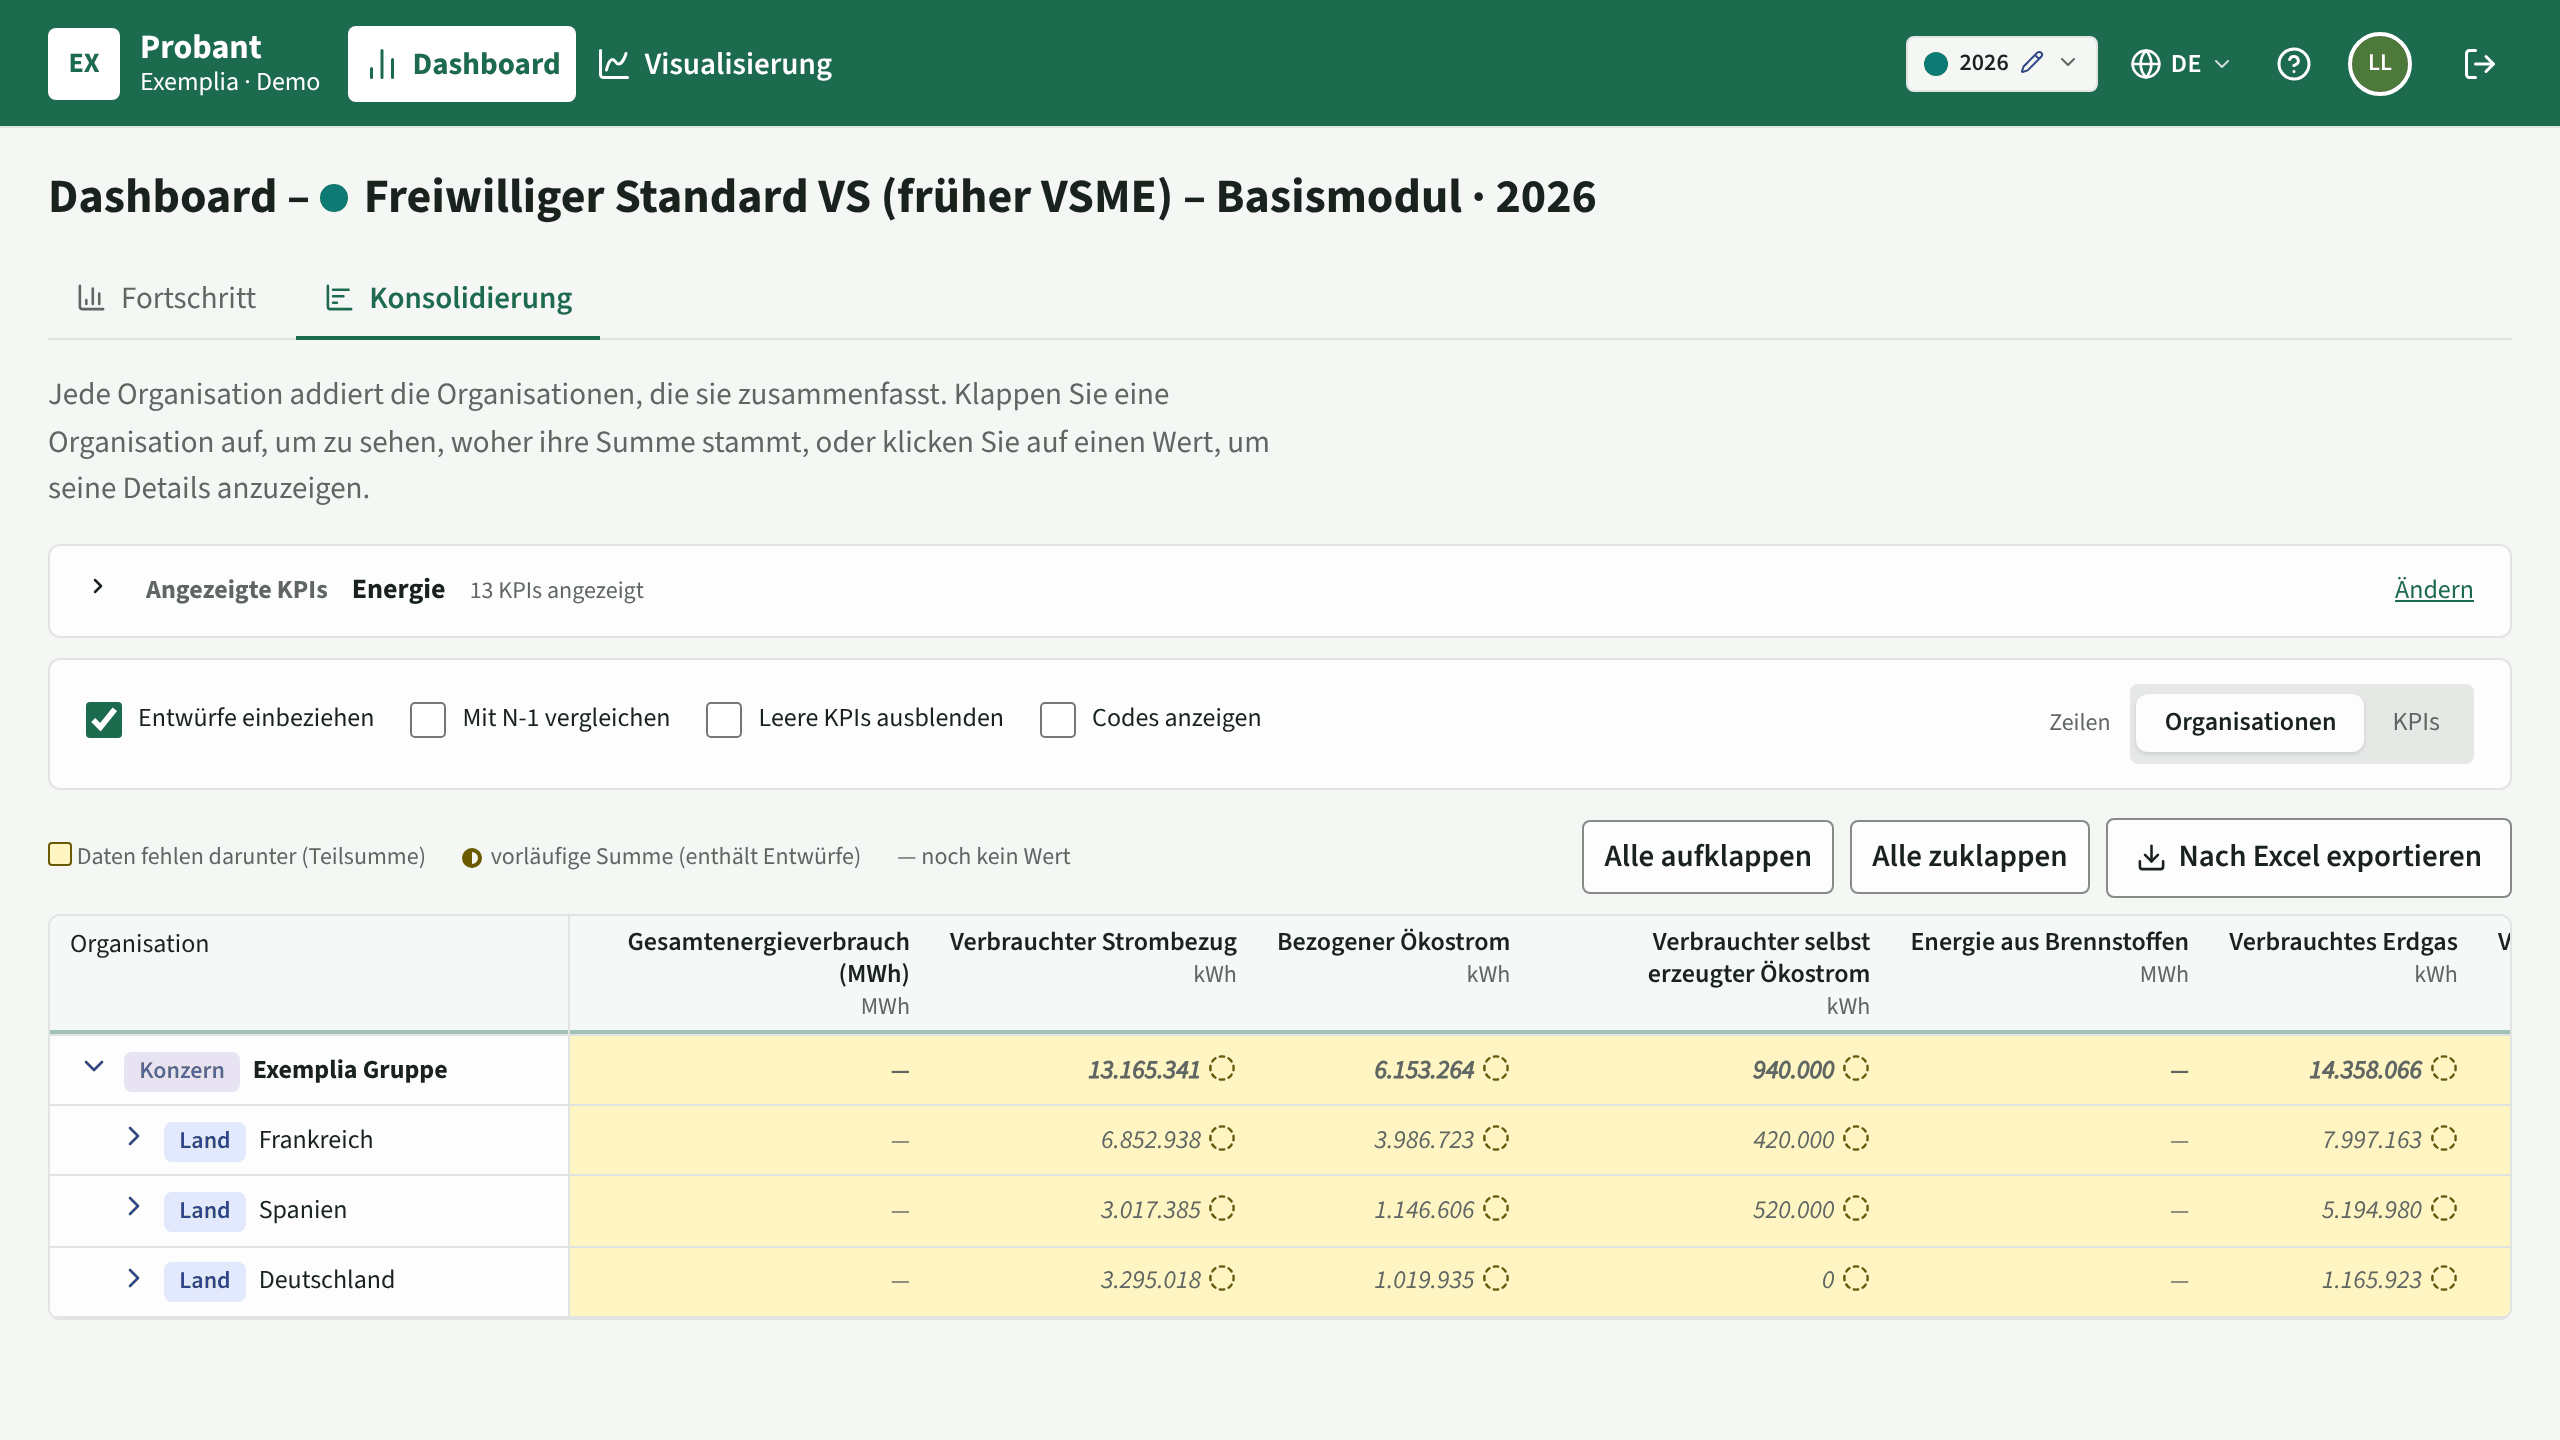 EX
Probant
Exemplia · Demo
Dashboard
Visualisierung
2026
DE
LL
Dashboard – Freiwilliger Standard VS (früher VSME) – Basismodul · 2026
Fortschritt
Konsolidierung
Jede Organisation addiert die Organisationen, die sie zusammenfasst. Klappen Sie eine
Organisation auf, um zu sehen, woher ihre Summe stammt, oder klicken Sie auf einen Wert, um
seine Details anzuzeigen.
Angezeigte KPIs Energie 13 KPIs angezeigt
Ändern
Entwürfe einbeziehen
Mit N-1 vergleichen
Leere KPIs ausblenden
Codes anzeigen
Zeilen
Organisationen
KPIs
Daten fehlen darunter (Teilsumme)
vorläufige Summe (enthält Entwürfe)
— noch kein Wert
Alle aufklappen
Alle zuklappen
Nach Excel exportieren
Organisation
Gesamtenergieverbrauch
(MWh)
MWh
Verbrauchter Strombezug
kWh
Bezogener Ökostrom
kWh
Verbrauchter selbst
erzeugter Ökostrom
kWh
Energie aus Brennstoffen
MWh
Verbrauchtes Erdgas
kWh
Konzern Exemplia Gruppe — 13.165.341 6.153.264 940.000 — 14.358.066
Land Frankreich — 6.852.938 3.986.723 420.000 — 7.997.163
Land Spanien — 3.017.385 1.146.606 520.000 — 5.194.980
Land Deutschland — 3.295.018 1.019.935 0 — 1.165.923